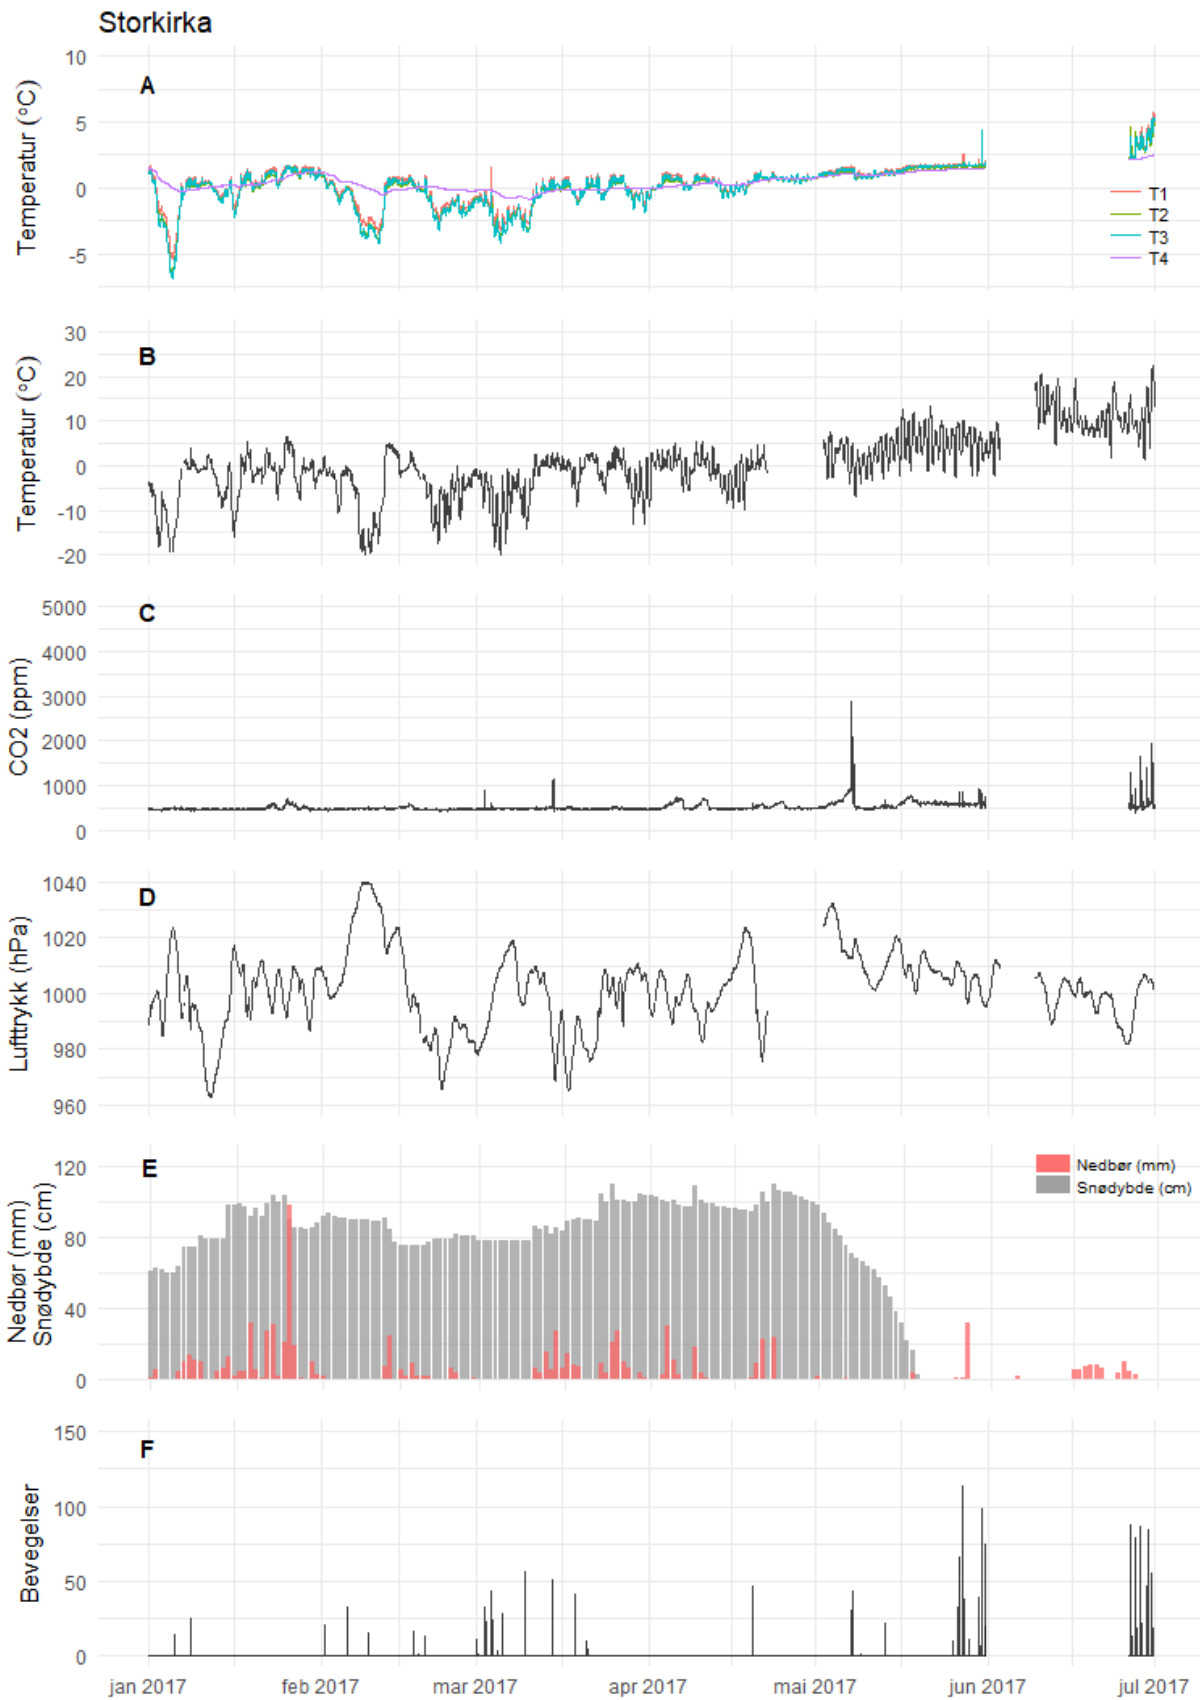 Storkirka
A
Temperatur (°C)
10
5
0
-5
T1
T2
T3
T4
B
Temperatur (°C)
30
20
10
0
-10
-20
C
CO2 (ppm)
5000
4000
3000
2000
1000
0
D
Lufttrykk (hPa)
1040
1020
1000
980
960
E
Nedbør (mm)
Snødybde (cm)
120
80
40
0
Nedbør (mm)
Snødybde (cm)
F
Bevegelser
150
100
50
0
jan 2017 feb 2017 mar 2017 apr 2017 mai 2017 jun 2017 jul 2017